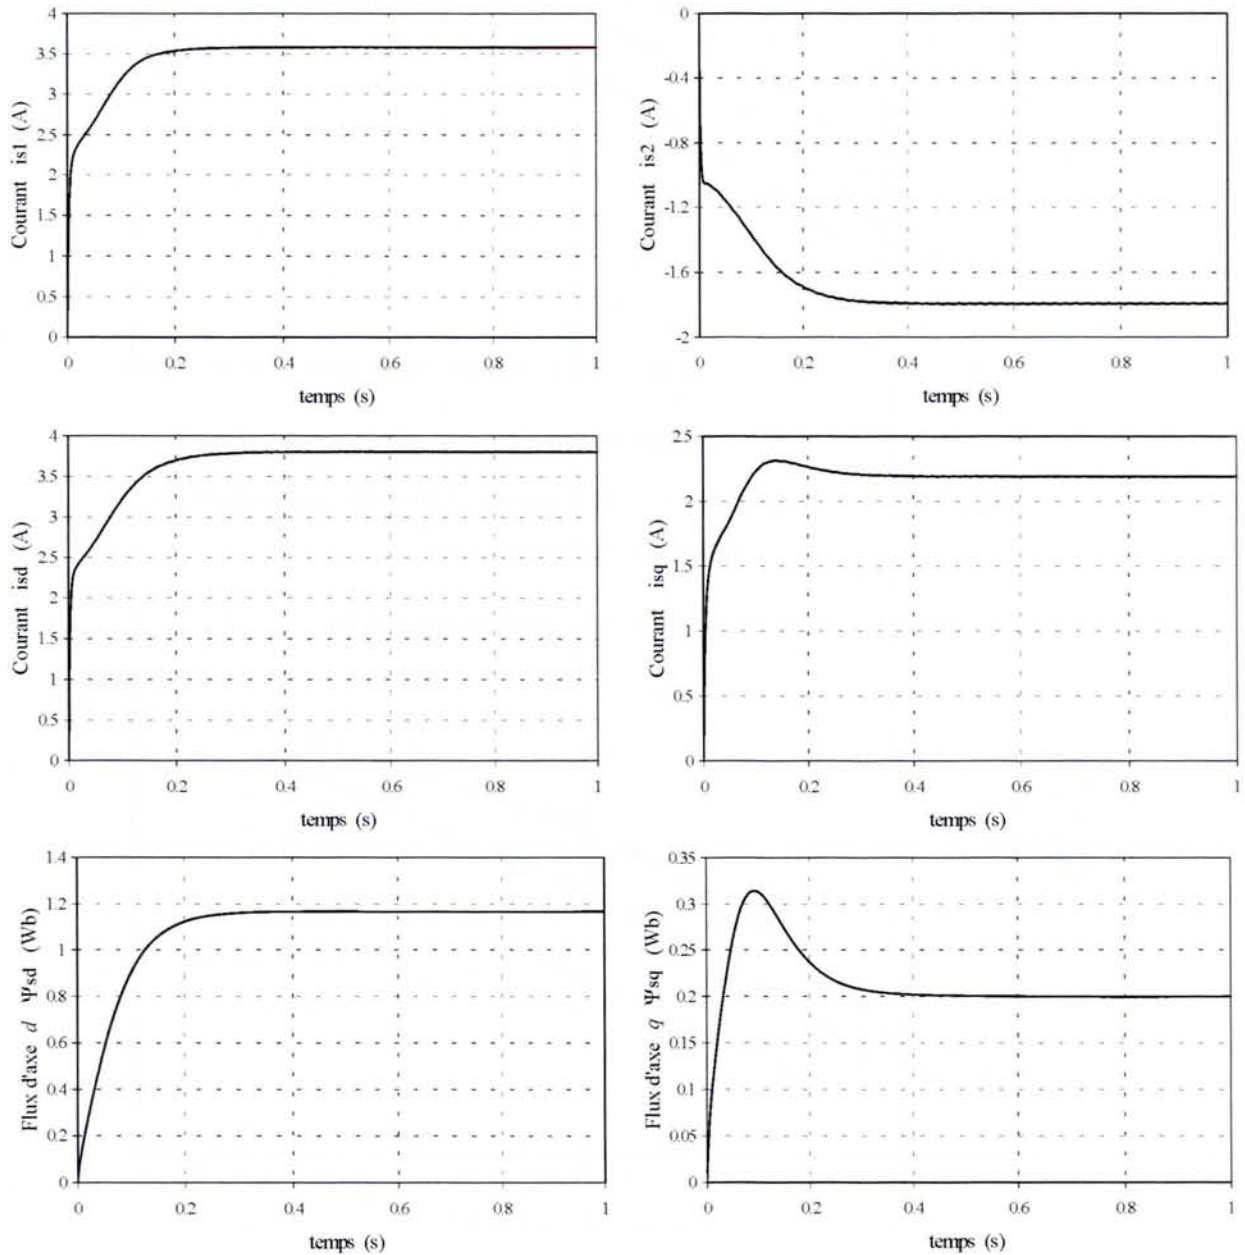 4
3.5
3
2.5
2
1.5
1
0.5
0
0 0.2 0.4 0.6 0.8 1
Courant is1 (A)
temps (s)
0
-0.4
-0.8
-1.2
-1.6
-2
0 0.2 0.4 0.6 0.8 1
Courant is2 (A)
temps (s)
4
3.5
3
2.5
2
1.5
1
0.5
0
0 0.2 0.4 0.6 0.8 1
Courant isd (A)
temps (s)
2.5
2
1.5
1
0.5
0
0 0.2 0.4 0.6 0.8 1
Courant isq (A)
temps (s)
1.4
1.2
1
0.8
0.6
0.4
0.2
0
0 0.2 0.4 0.6 0.8 1
Flux d'axe d Ψsd (Wb)
temps (s)
0.35
0.3
0.25
0.2
0.15
0.1
0.05
0
0 0.2 0.4 0.6 0.8 1
Flux d'axe q Ψsq (Wb)
temps (s)